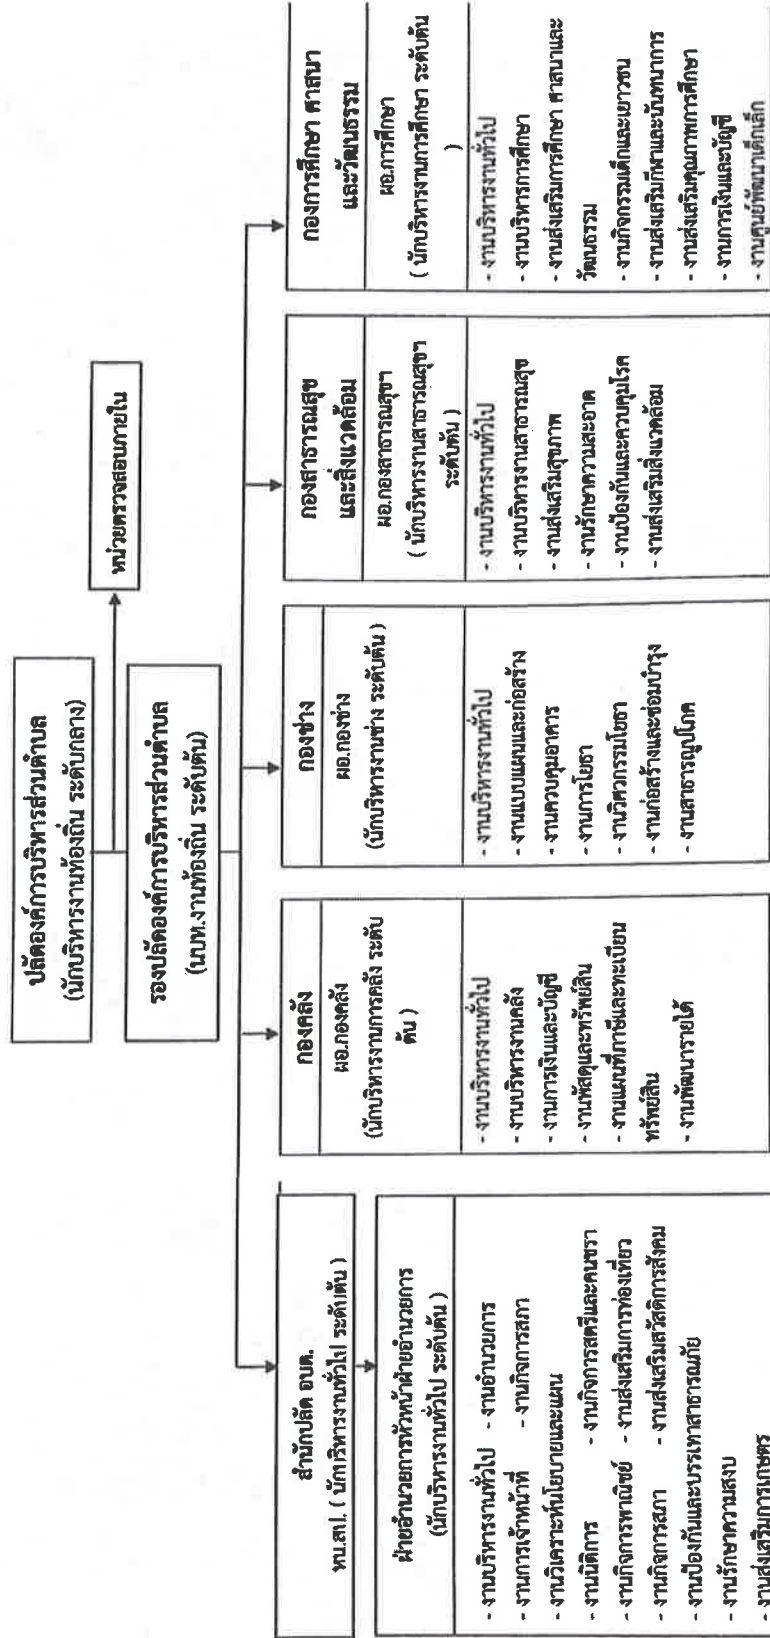 ปลัดองค์การบริหารส่วนตำบล
(นักบริหารงานท้องถิ่น ระดับกลาง)
หน่วยตรวจสอบภายใน
รองปลัดองค์การบริหารส่วนตำบล
(นบท.งานท้องถิ่น ระดับต้น)
สำนักปลัด อบต.
หน.สป. ( นักบริหารงานทั่วไป ระดับต้น )
ฝ่ายอำนวยการหัวหน้าฝ่ายอำนวยการ
(นักบริหารงานทั่วไป ระดับต้น )
- งานบริหารงานทั่วไป - งานอำนวยการ
- งานการเจ้าหน้าที่ - งานกิจการสภา
- งานวิเคราะห์นโยบายและแผน
- งานนิติการ - งานกิจการสตรีและคนชรา
- งานกิจการพาณิชย์ - งานส่งเสริมการท่องเที่ยว
- งานกิจการสภา - งานส่งเสริมสวัสดิการสังคม
- งานป้องกันและบรรเทาสาธารณภัย
- งานรักษาความสงบ
- งานส่งเสริมการเกษตร
กองคลัง
ผอ.กองคลัง
(นักบริหารงานการคลัง ระดับ
ต้น )
- งานบริหารงานทั่วไป
- งานบริหารงานคลัง
- งานการเงินและบัญชี
- งานพัสดุและทรัพย์สิน
- งานแผนที่ภาษีและทะเบียน
ทรัพย์สิน
- งานพัฒนารายได้
กองช่าง
ผอ.กองช่าง
(นักบริหารงานช่าง ระดับต้น )
- งานบริหารงานทั่วไป
- งานแบบแผนและก่อสร้าง
- งานควบคุมอาคาร
- งานการโยธา
- งานวิศวกรรมโยธา
- งานก่อสร้างและซ่อมบำรุง
- งานสาธารณูปโภค
กองสาธารณสุข
และสิ่งแวดล้อม
ผอ.กองสาธารณสุขฯ
( นักบริหารงานสาธารณสุขฯ
ระดับต้น )
- งานบริหารงานทั่วไป
- งานบริหารงานสาธารณสุข
- งานส่งเสริมสุขภาพ
- งานรักษาความสะอาด
- งานป้องกันและควบคุมโรค
- งานส่งเสริมสิ่งแวดล้อม
กองการศึกษา ศาสนา
และวัฒนธรรม
ผอ.การศึกษา
( นักบริหารงานการศึกษา ระดับต้น
)
- งานบริหารงานทั่วไป
- งานบริหารการศึกษา
- งานส่งเสริมการศึกษา ศาสนาและ
วัฒนธรรม
- งานกิจกรรมเด็กและเยาวชน
- งานส่งเสริมกีฬาและนันทนาการ
- งานส่งเสริมคุณภาพการศึกษา
- งานการเงินและบัญชี
- งานศูนย์พัฒนาเด็กเล็ก